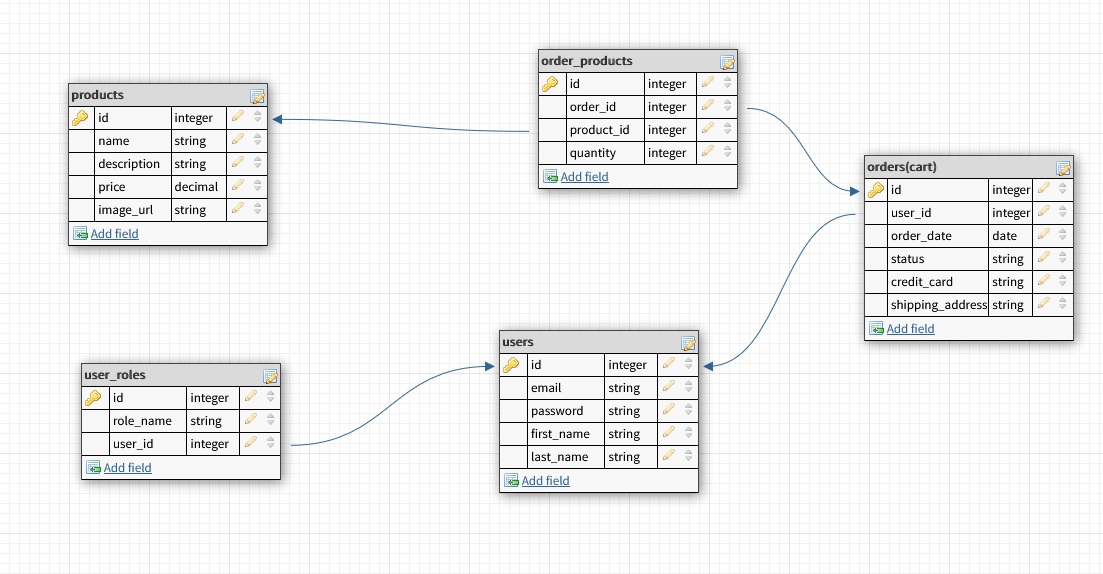 products
id integer
name string
description string
price decimal
image_url string
Add field
order_products
id integer
order_id integer
product_id integer
quantity integer
Add field
orders(cart)
id integer
user_id integer
order_date date
status string
credit_card string
shipping_address string
Add field
user_roles
id integer
role_name string
user_id integer
Add field
users
id integer
email string
password string
first_name string
last_name string
Add field